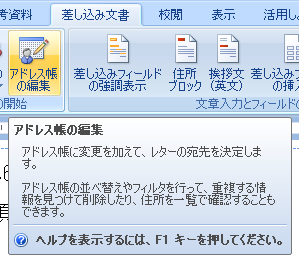 考資料 差し込み文書 校閲 表示 活用し
アドレス帳
の編集
差し込みフィールド
の強調表示
住所
ブロック
挨拶文
(英文)
差し込みフィ
の挿
の開始
文章入力とフィールドの
アドレス帳の編集
アドレス帳に変更を加えて、レターの宛先を決定しま
す。
アドレス帳の並べ替えやフィルタを行って、重複する情
報を見つけて削除したり、住所を一覧で確認することも
できます。
ヘルプを表示するには、F1 キーを押してください。